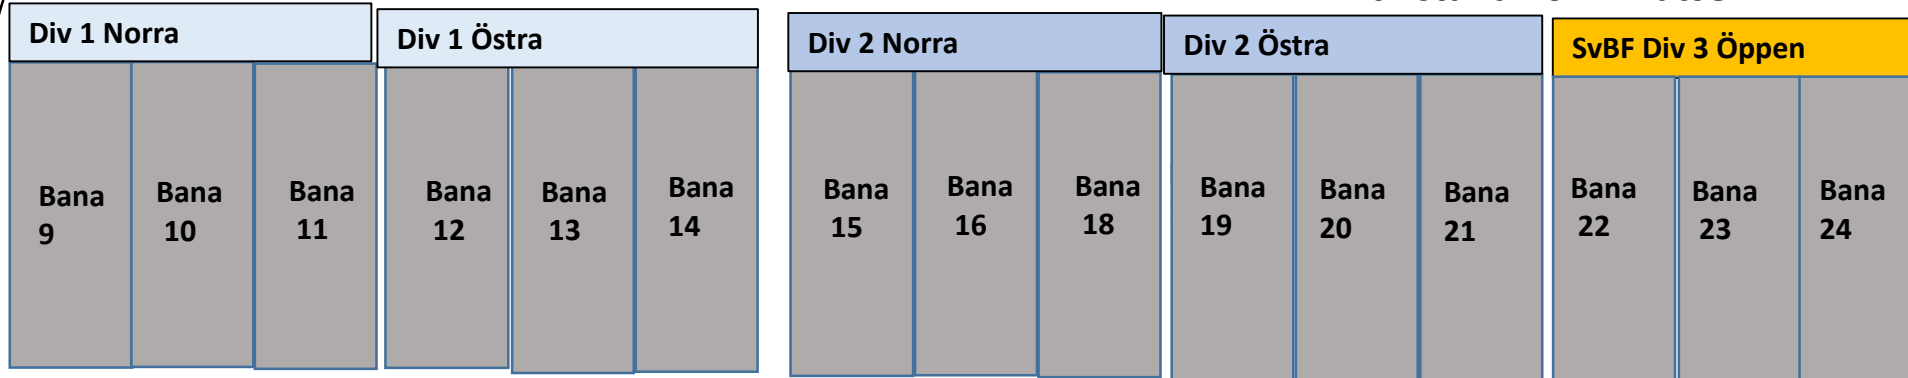 Div 1 Norra
Div 1 Östra
Div 2 Norra
Div 2 Östra
SvBF Div 3 Öppen
Bana
9
Bana
10
Bana
11
Bana
12
Bana
13
Bana
14
Bana
15
Bana
16
Bana
18
Bana
19
Bana
20
Bana
21
Bana
22
Bana
23
Bana
24